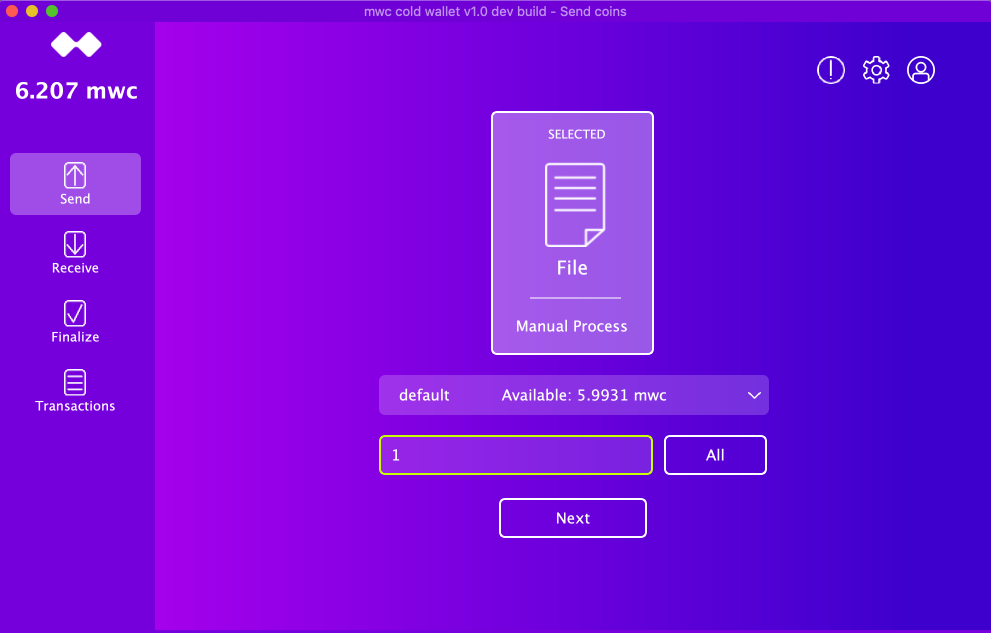 mwc cold wallet v1.0 dev build - Send coins
6.207 mwc
Send
Receive
Finalize
Transactions
SELECTED
File
Manual Process
default Available: 5.9931 mwc
1
All
Next